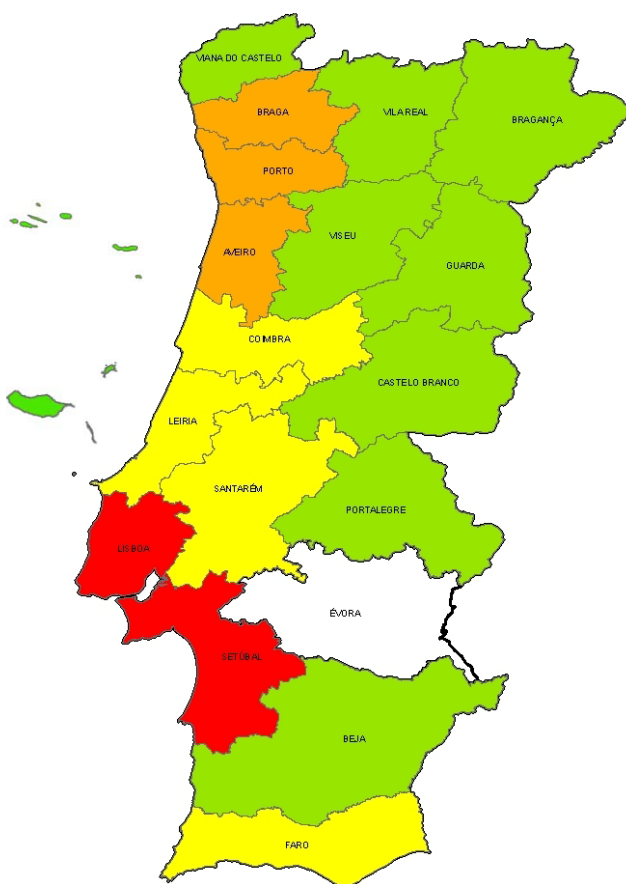 VIANA DO CASTELO
BRAGA
VILA REAL
BRAGANÇA
PORTO
AVEIRO
VISEU
GUARDA
COIMBRA
CASTELO BRANCO
LEIRIA
SANTARÉM
PORTALEGRE
LISBOA
ÉVORA
SETÚBAL
BEJA
FARO